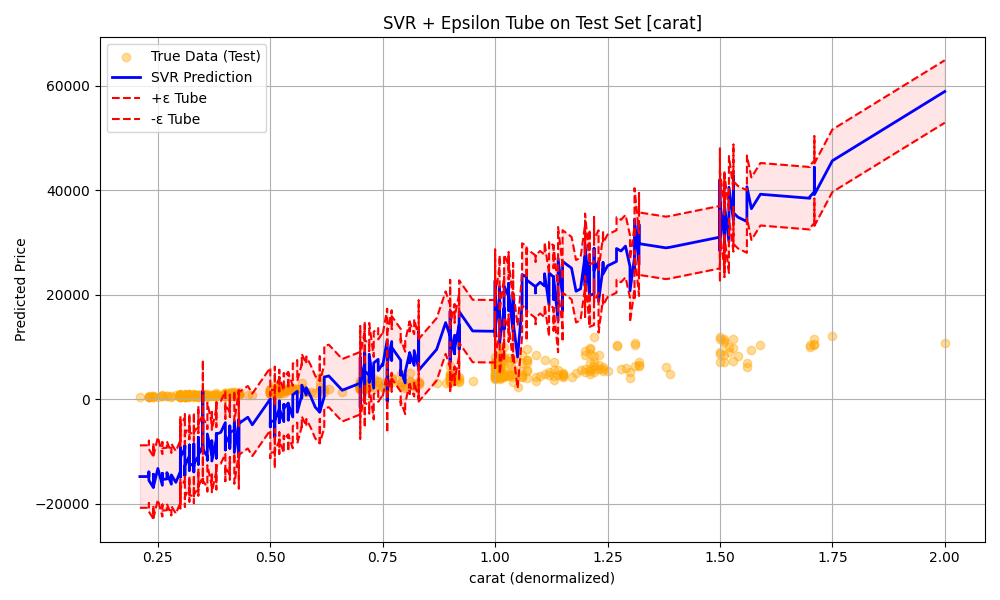 SVR + Epsilon Tube on Test Set [carat]
True Data (Test)
SVR Prediction
+ε Tube
-ε Tube
Predicted Price
60000
40000
20000
0
−20000
0.25 0.50 0.75 1.00 1.25 1.50 1.75 2.00
carat (denormalized)